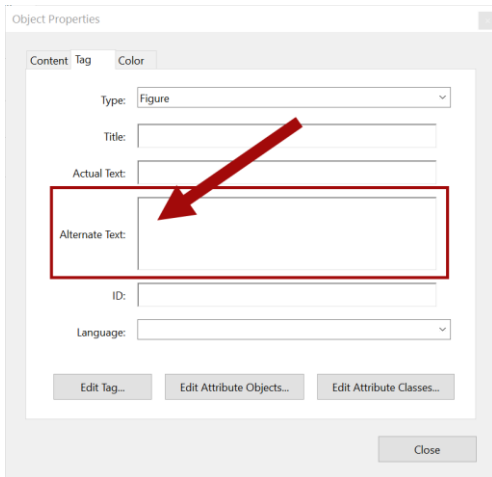 Object Properties
Content Tag Color
Type: Figure
Title:
Actual Text:
Alternate Text:
ID:
Language:
Edit Tag... Edit Attribute Objects... Edit Attribute Classes...
Close